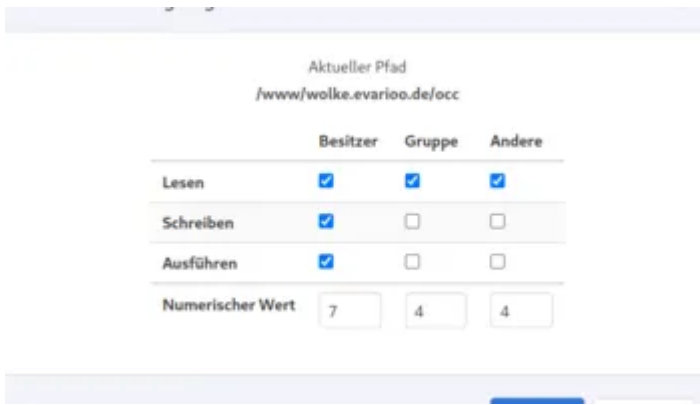 Aktueller Pfad
/www/wolke.evarioo.de/occ
Besitzer Gruppe Andere
Lesen
Schreiben
Ausführen
Numerischer Wert 7 4 4